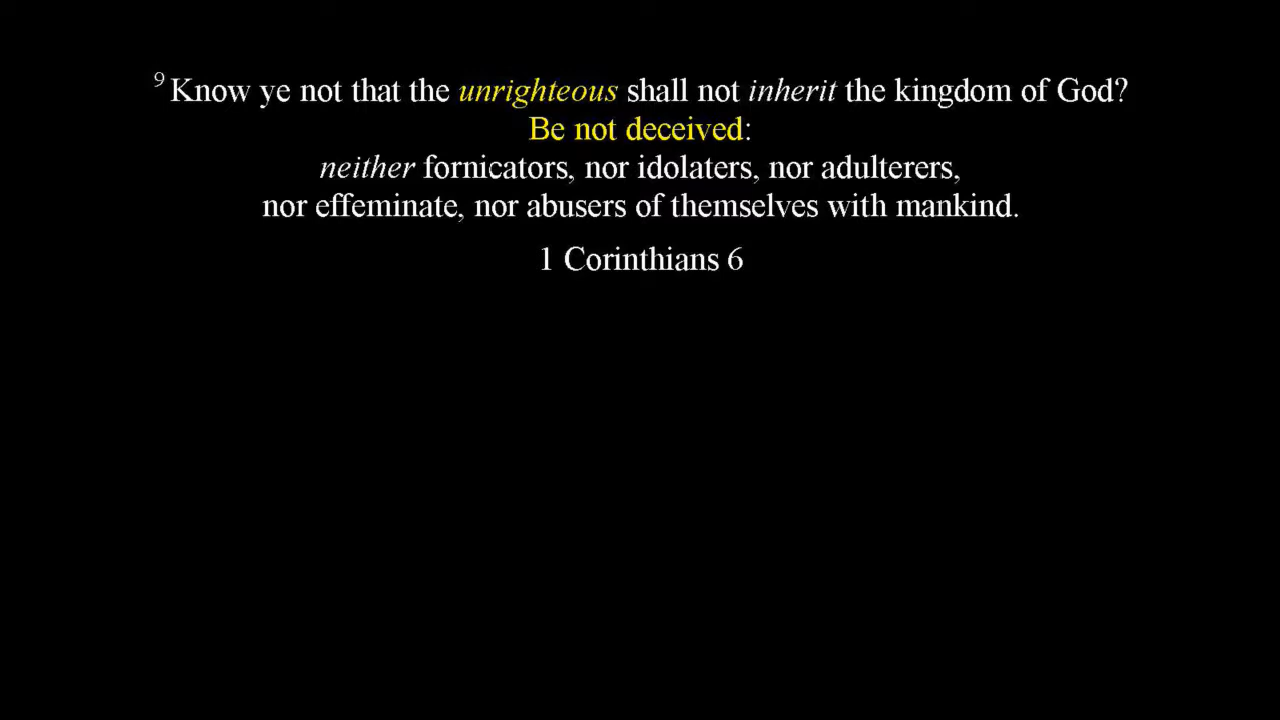 9 Know ye not that the unrighteous shall not inherit the kingdom of God?
Be not deceived:
neither fornicators, nor idolaters, nor adulterers,
nor effeminate, nor abusers of themselves with mankind.
1 Corinthians 6